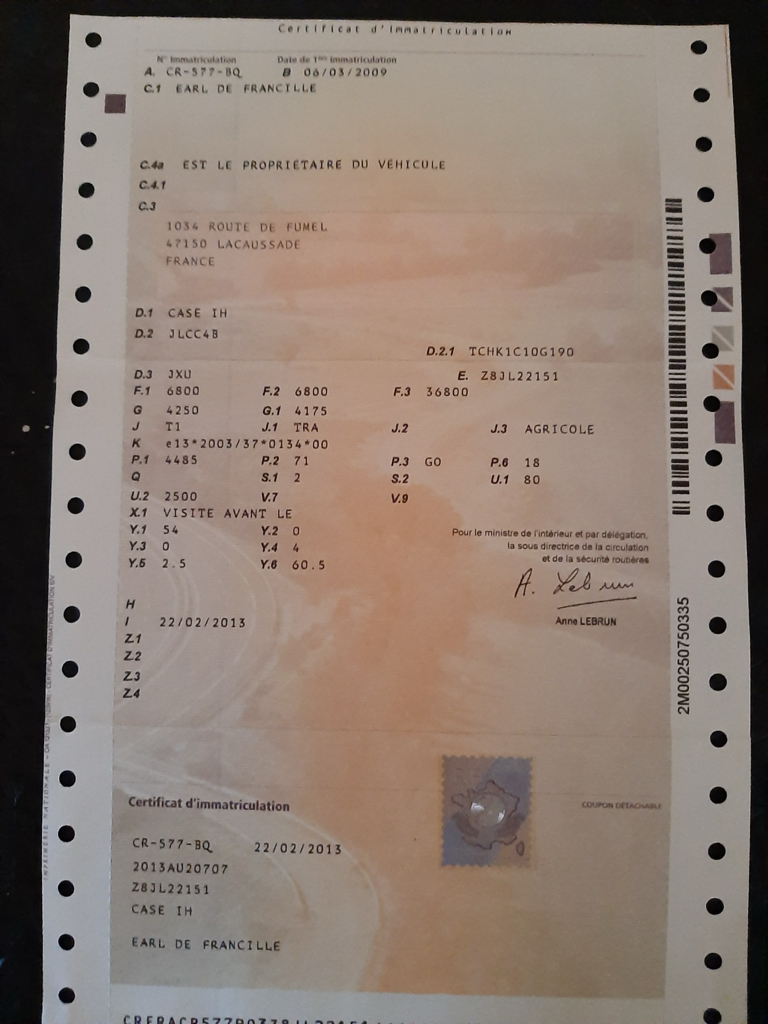 Certificat d'immatriculation
N° Immatriculation Date de 1ère immatriculation
A. CR-577-BQ B 06/03/2009
C.1 EARL DE FRANCILLE
C.4a EST LE PROPRIÉTAIRE DU VÉHICULE
C.4.1
C.3
1034 ROUTE DE FUMEL
47150 LACAUSSADE
FRANCE
D.1 CASE IH
D.2 JLCC4B
D.2.1 TCHK1C10G190
D.3 JXU
E. Z8JL22151
F.1 6800 F.2 6800 F.3 36800
G 4250 G.1 4175
J T1 J.1 TRA J.2 J.3 AGRICOLE
K e13*2003/37*0134*00
P.1 4485 P.2 71 P.3 GO P.6 18
Q S.1 2 S.2 U.1 80
U.2 2500 V.7 V.9
X.1 VISITE AVANT LE
Y.1 54 Y.2 0
Y.3 0 Y.4 4
Y.5 2.5 Y.6 60.5
Pour le ministre de l'intérieur et par délégation,
la sous directrice de la circulation
et de la sécurité routières
A. Lebrun
Anne LEBRUN
H
I 22/02/2013
Z.1
Z.2
Z.3
Z.4
2M00250750335
Certificat d'immatriculation COUPON DÉTACHABLE
CR-577-BQ 22/02/2013
2013AU20707
Z8JL22151
CASE IH
EARL DE FRANCILLE